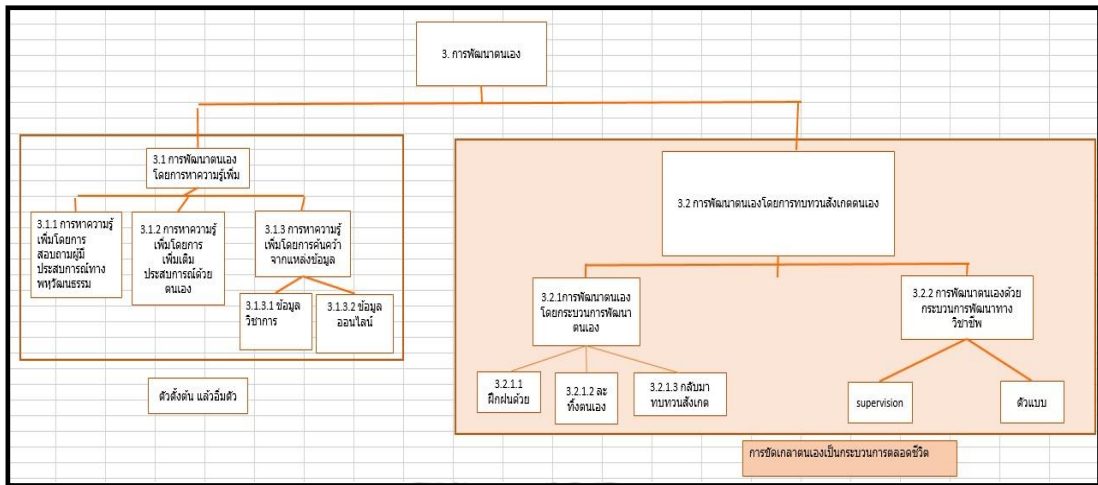 3. การพัฒนาตนเอง
3.1 การพัฒนาตนเอง
โดยการหาความรู้เพิ่ม
3.1.1 การหาความรู้
เพิ่มโดยการ
สอบถามผู้มี
ประสบการณ์ทาง
พหุวัฒนธรรม
3.1.2 การหาความรู้
เพิ่มโดยการ
เพิ่มเติม
ประสบการณ์ด้วย
ตนเอง
3.1.3 การหาความรู้
เพิ่มโดยการค้นคว้า
จากแหล่งข้อมูล
3.1.3.1 ข้อมูล
วิชาการ
3.1.3.2 ข้อมูล
ออนไลน์
ตัวตั้งต้น แล้วอิ่มตัว
3.2 การพัฒนาตนเองโดยการทบทวนสังเกตตนเอง
3.2.1การพัฒนาตนเอง
โดยกระบวนการพัฒนา
ตนเอง
3.2.1.1
ฝึกฝนด้วย
3.2.1.2 ละ
ทิ้งตนเอง
3.2.1.3 กลับมา
ทบทวนสังเกต
3.2.2 การพัฒนาตนเองด้วย
กระบวนการพัฒนาทาง
วิชาชีพ
supervision
ตัวแบบ
การขัดเกลาตนเองเป็นกระบวนการตลอดชีวิต